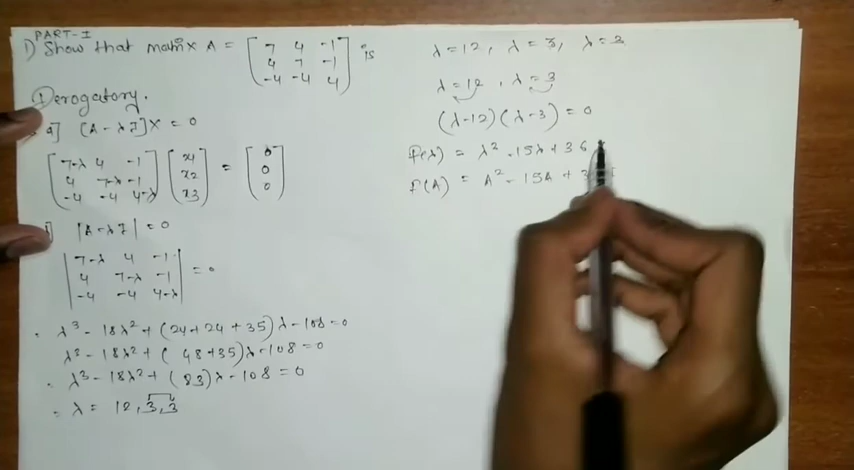 PART-I
1) Show that matrix A = [ 7 4 -1 is
4 7 -1
-4 -4 4 ]
① Derogatory.
a] [A - λI]X = 0
[ 7-λ 4 -1 ] [ x1 ] = [ 0 ]
[ 4 7-λ -1 ] [ x2 ] [ 0 ]
[ -4 -4 4-λ ] [ x3 ] [ 0 ]
|A - λI| = 0
| 7-λ 4 -1 |
| 4 7-λ -1 | = 0
| -4 -4 4-λ |
λ³ - 18λ² + (24+24+35)λ - 108 = 0
λ³ - 18λ² + ( 48+35)λ - 108 = 0
λ³ - 18λ² + (83)λ - 108 = 0
λ = 12, 3, 3
λ = 12, λ = 3, λ = 3
λ = 12, λ = 3
(λ-12)(λ-3) = 0
f(λ) = λ² - 15λ + 36
f(A) = A² - 15A + 3